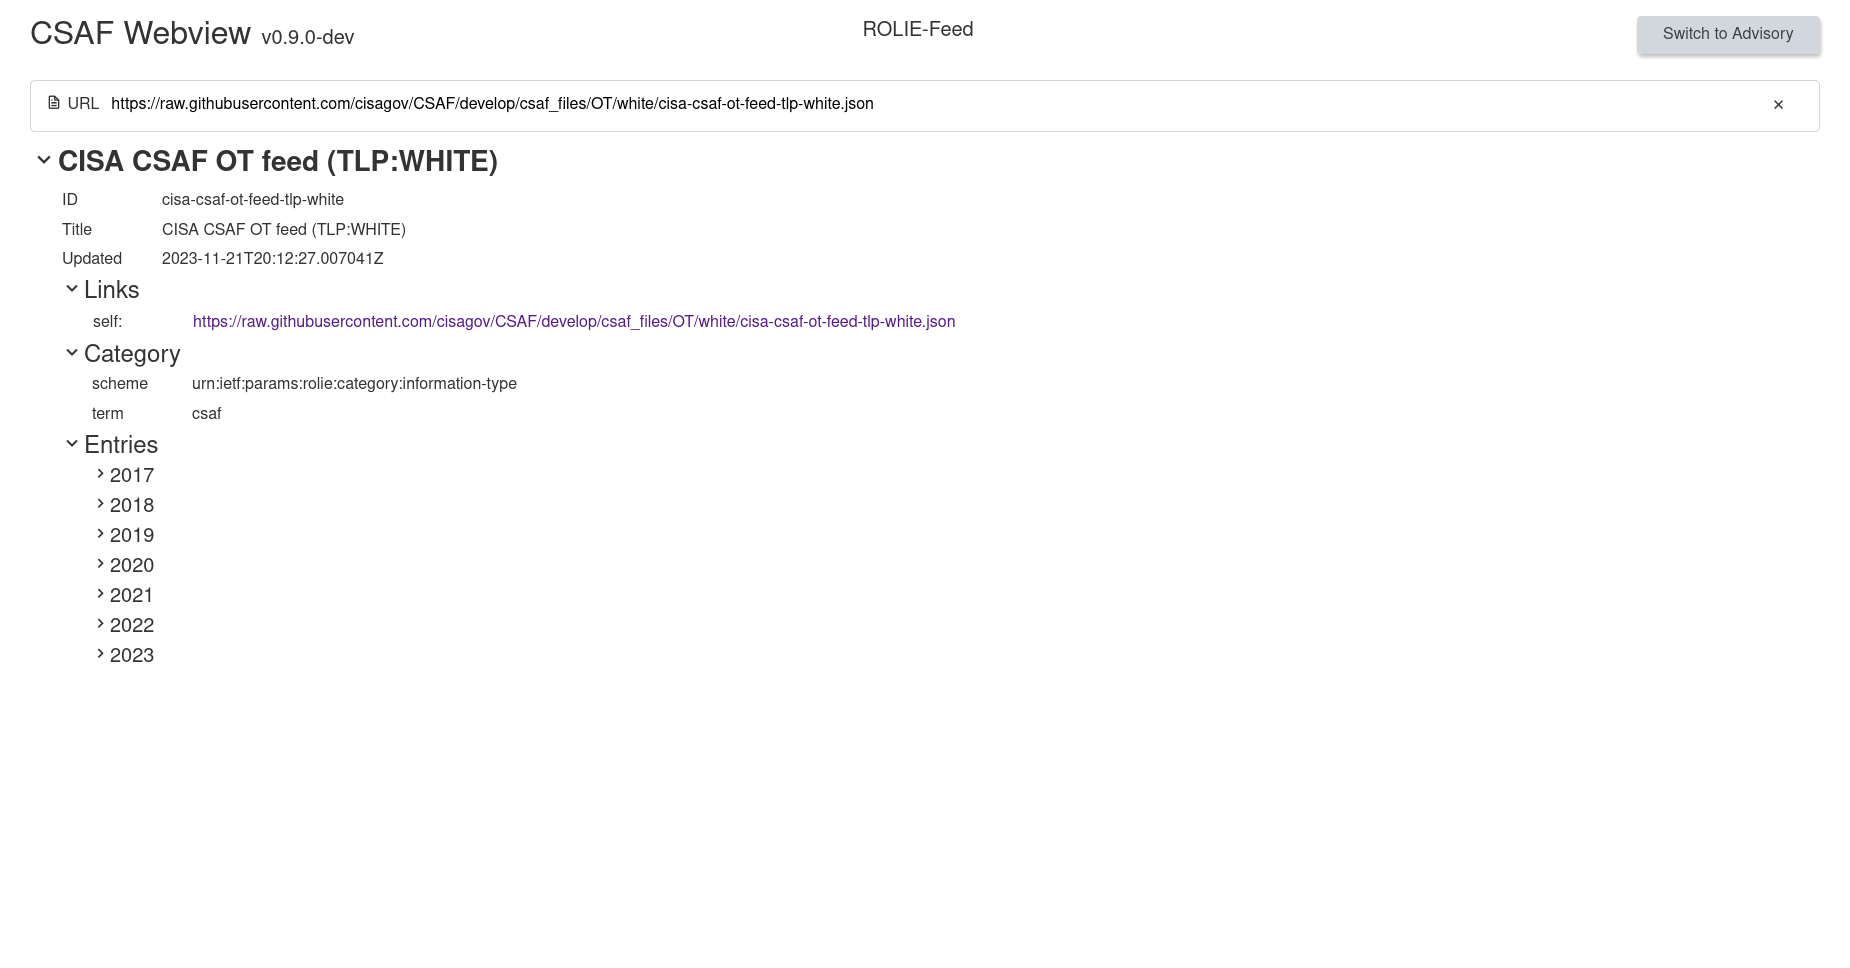 CSAF Webview v0.9.0-dev
ROLIE-Feed
Switch to Advisory
URL https://raw.githubusercontent.com/cisagov/CSAF/develop/csaf_files/OT/white/cisa-csaf-ot-feed-tlp-white.json ×
CISA CSAF OT feed (TLP:WHITE)
ID cisa-csaf-ot-feed-tlp-white
Title CISA CSAF OT feed (TLP:WHITE)
Updated 2023-11-21T20:12:27.007041Z
Links
self: https://raw.githubusercontent.com/cisagov/CSAF/develop/csaf_files/OT/white/cisa-csaf-ot-feed-tlp-white.json
Category
scheme urn:ietf:params:rolie:category:information-type
term csaf
Entries
2017
2018
2019
2020
2021
2022
2023